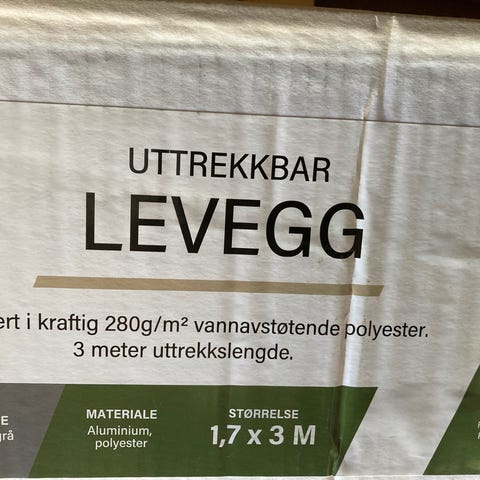 UTTREKKBAR
LEVEGG
ert i kraftig 280g/m² vannavstøtende polyester.
3 meter uttrekkslengde.
MATERIALE
Aluminium,
polyester
STØRRELSE
1,7 x 3 M